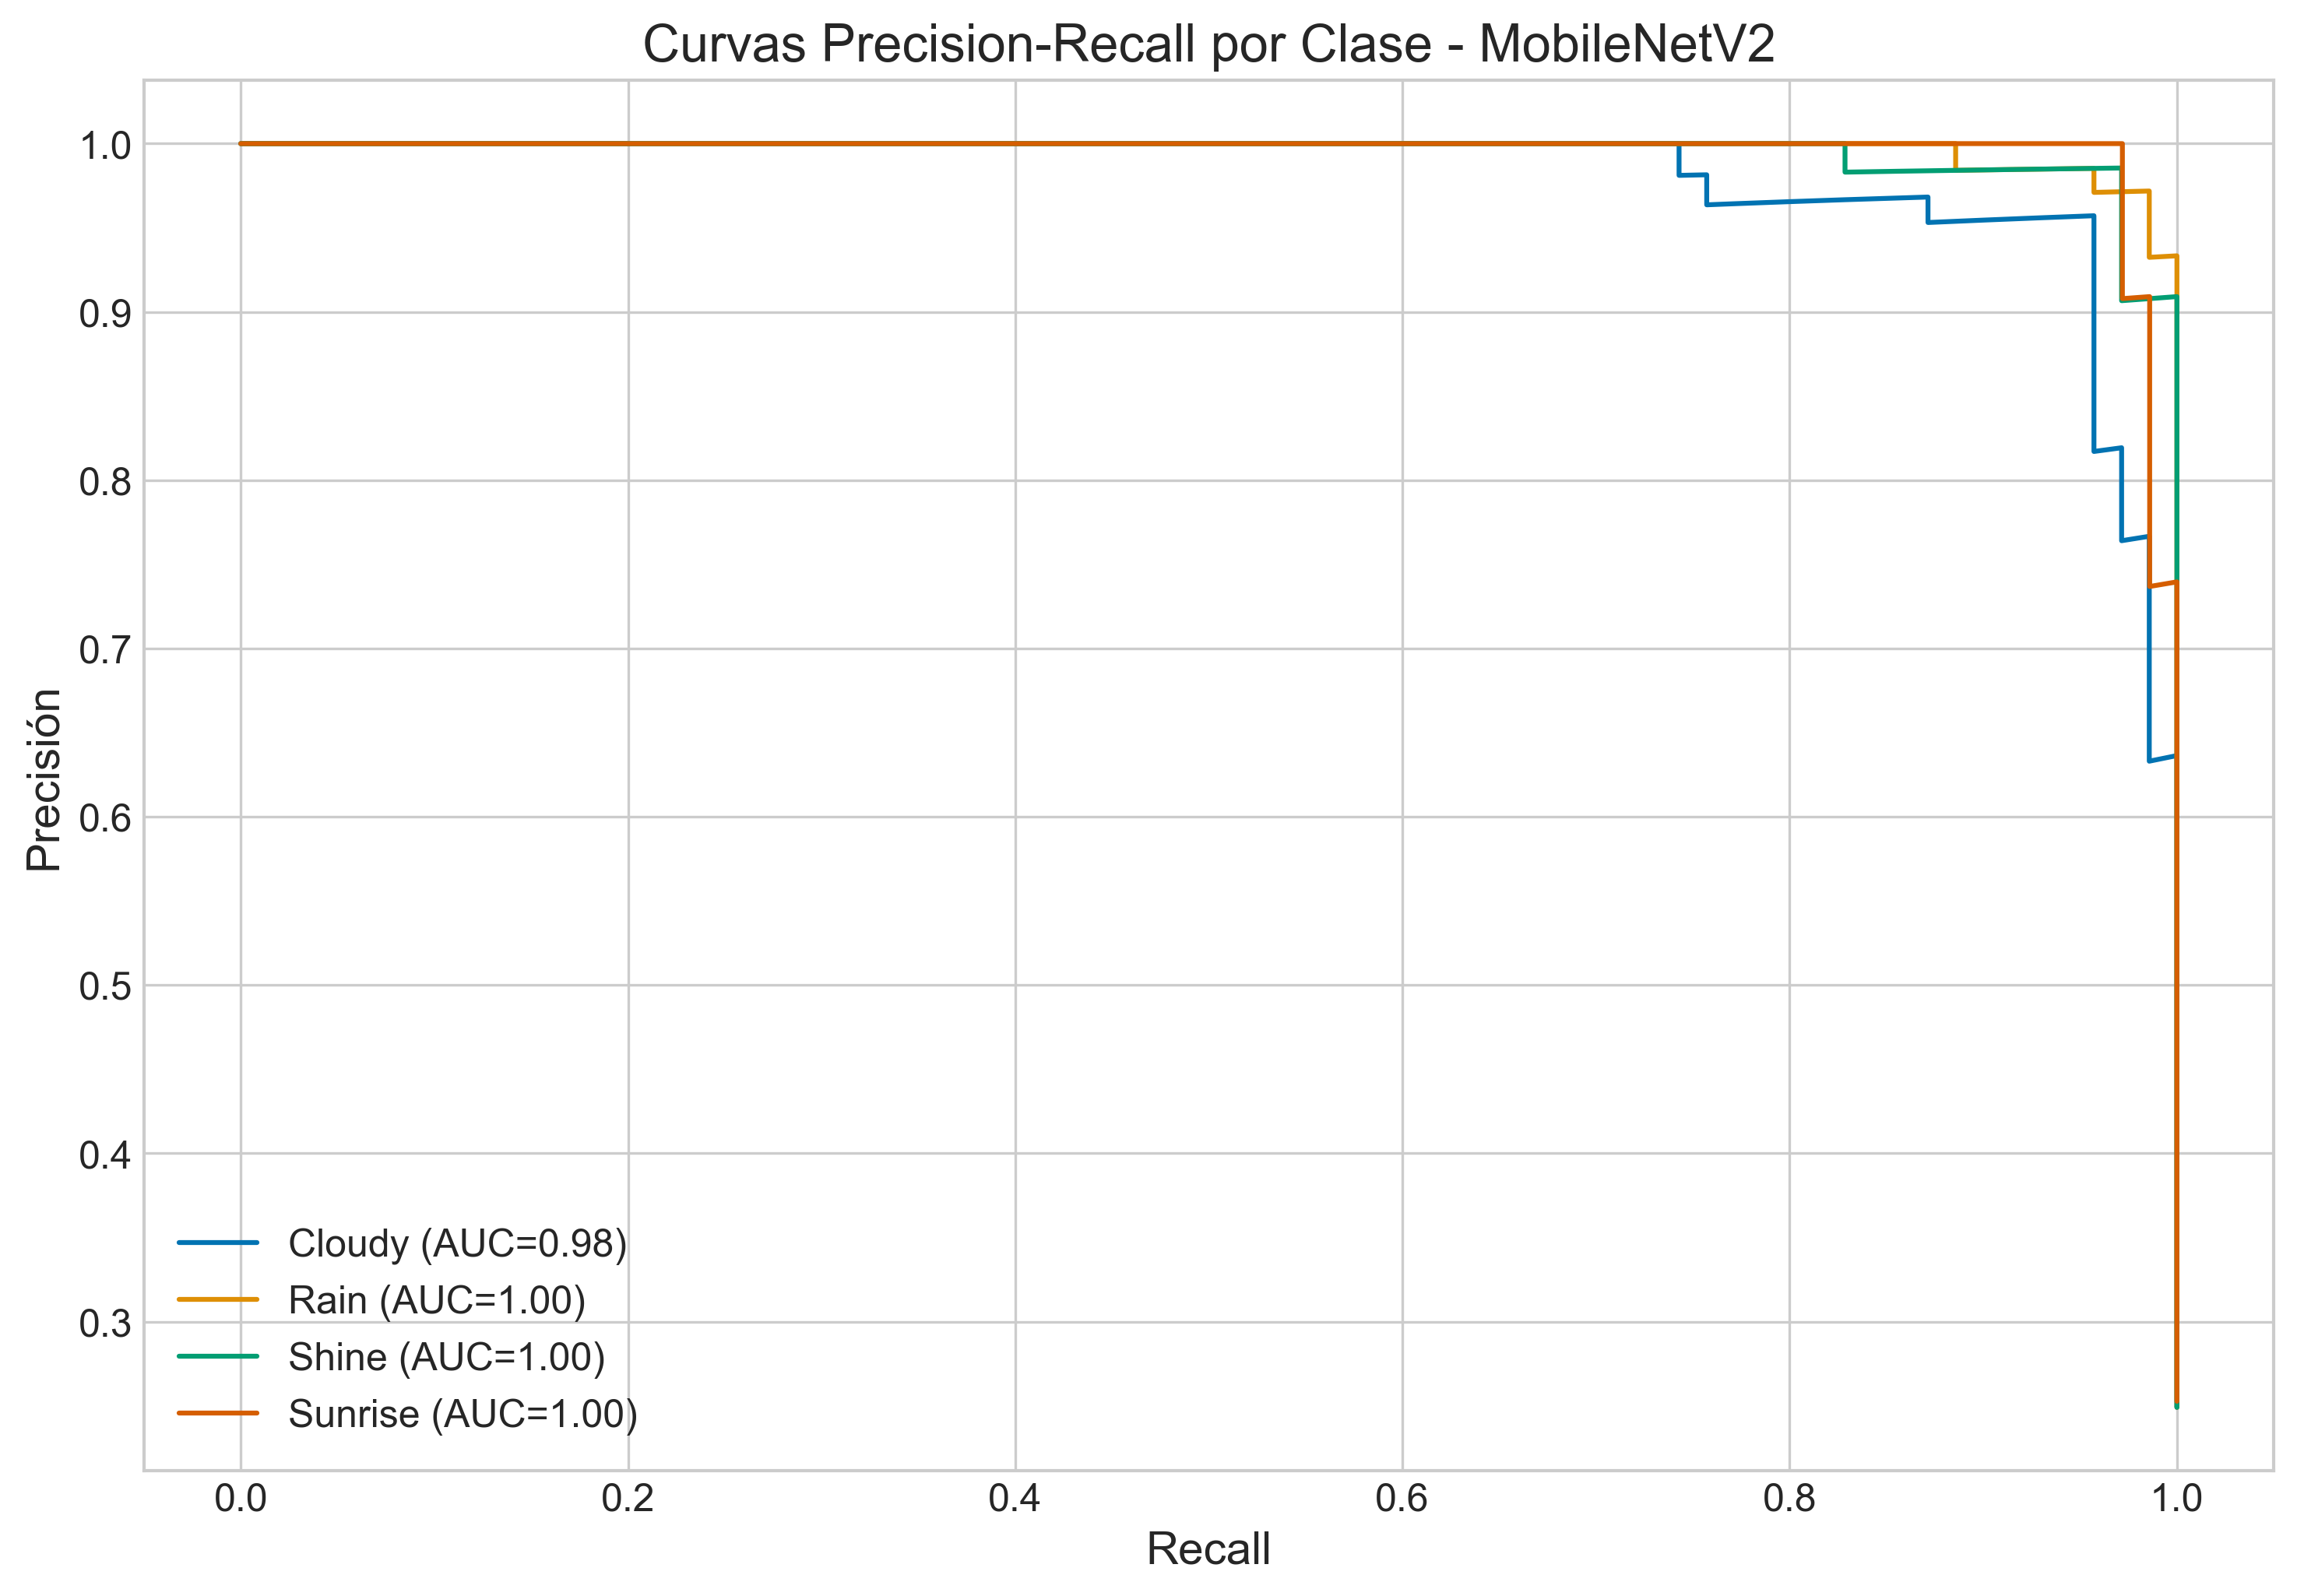 Curvas Precision-Recall por Clase - MobileNetV2
1.0
0.9
0.8
0.7
0.6
0.5
0.4
0.3
Precisión
Cloudy (AUC=0.98)
Rain (AUC=1.00)
Shine (AUC=1.00)
Sunrise (AUC=1.00)
0.0 0.2 0.4 0.6 0.8 1.0
Recall